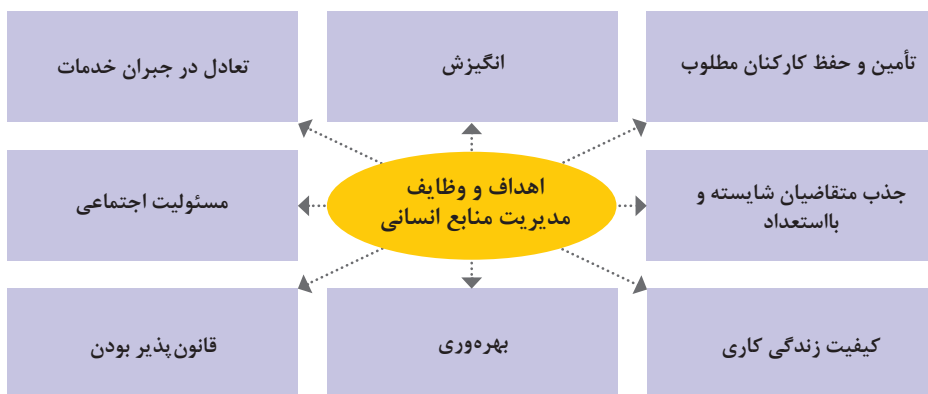 تأمین و حفظ کارکنان مطلوب
انگیزش
تعادل در جبران خدمات
جذب متقاضیان شایسته و
بااستعداد
اهداف و وظایف
مدیریت منابع انسانی
مسئولیت اجتماعی
کیفیت زندگی کاری
بهره‌وری
قانون‌پذیر بودن